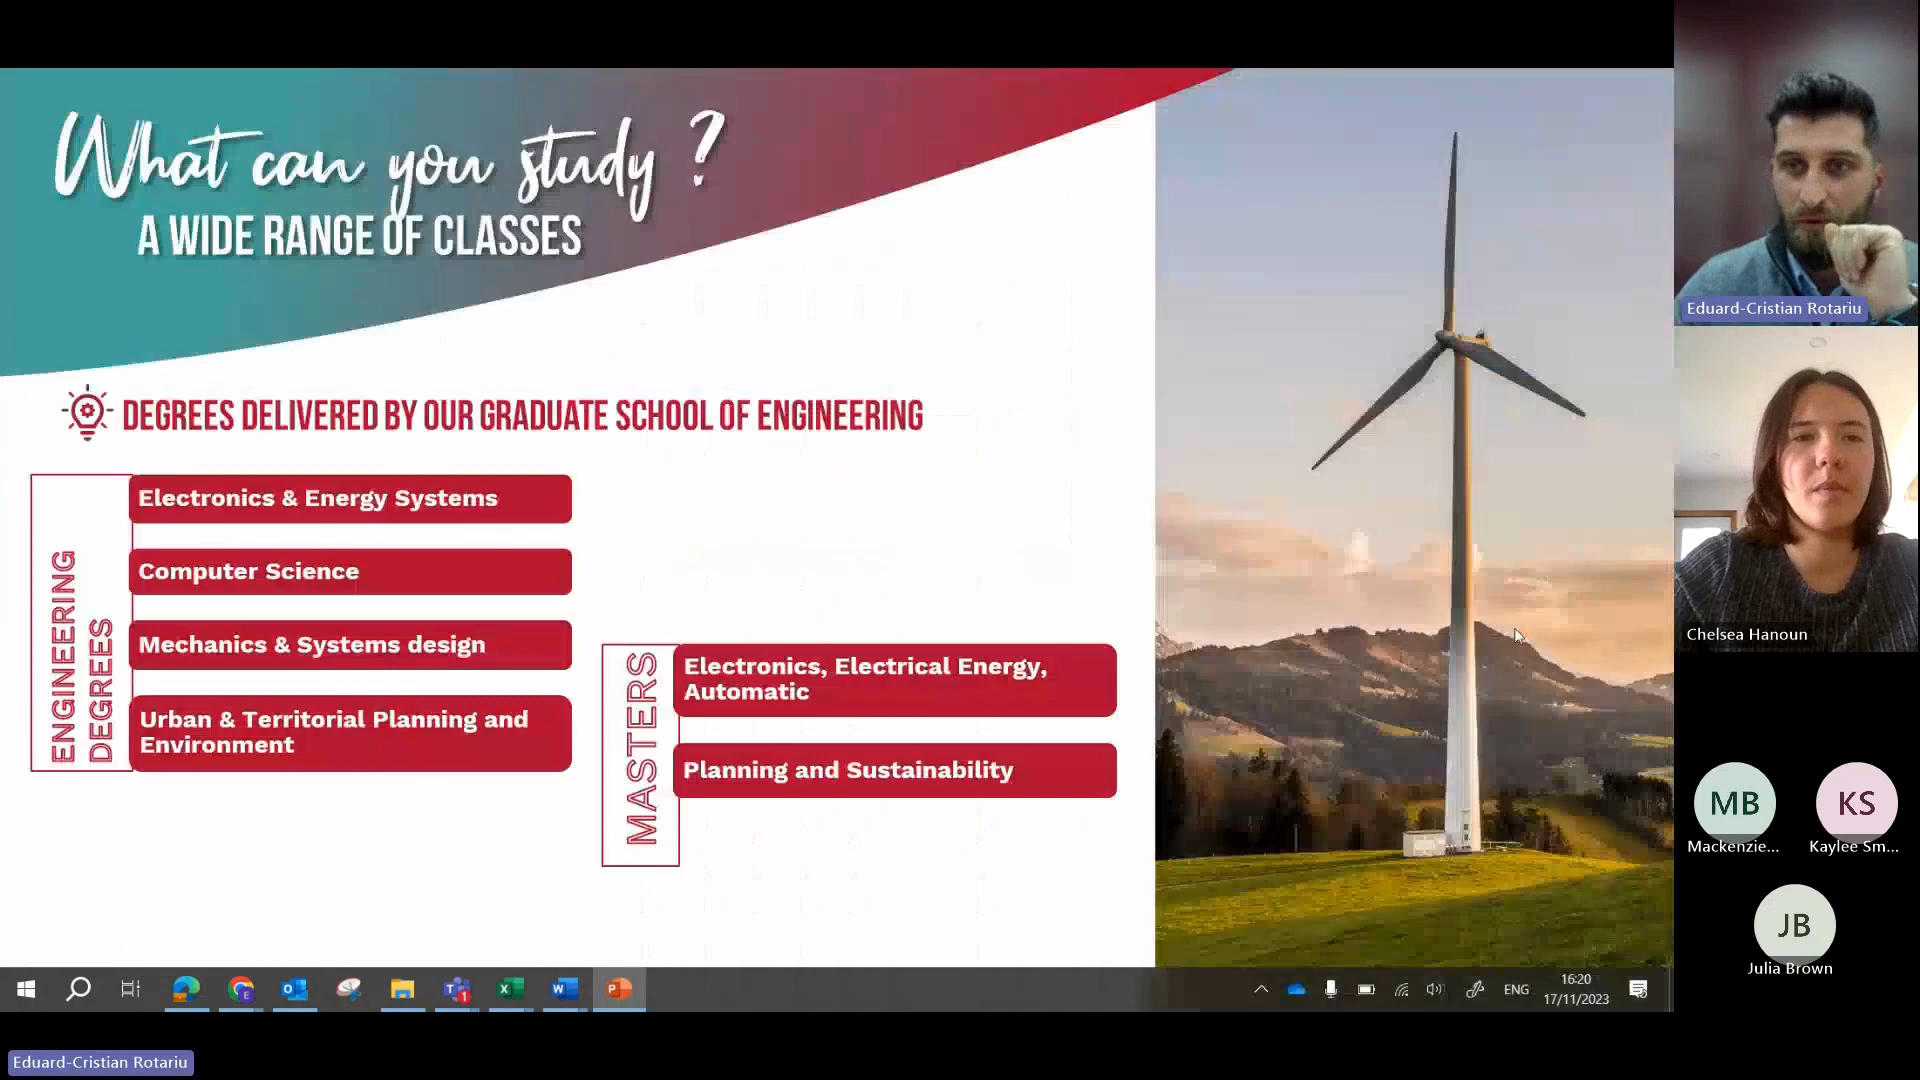 What can you study ?
A WIDE RANGE OF CLASSES
DEGREES DELIVERED BY OUR GRADUATE SCHOOL OF ENGINEERING
ENGINEERING
DEGREES
Electronics & Energy Systems
Computer Science
Mechanics & Systems design
Urban & Territorial Planning and
Environment
MASTERS
Electronics, Electrical Energy,
Automatic
Planning and Sustainability
Eduard-Cristian Rotariu
Chelsea Hanoun
MB
Mackenzie...
KS
Kaylee Sm...
JB
Julia Brown
ENG
16:20
17/11/2023
Eduard-Cristian Rotariu